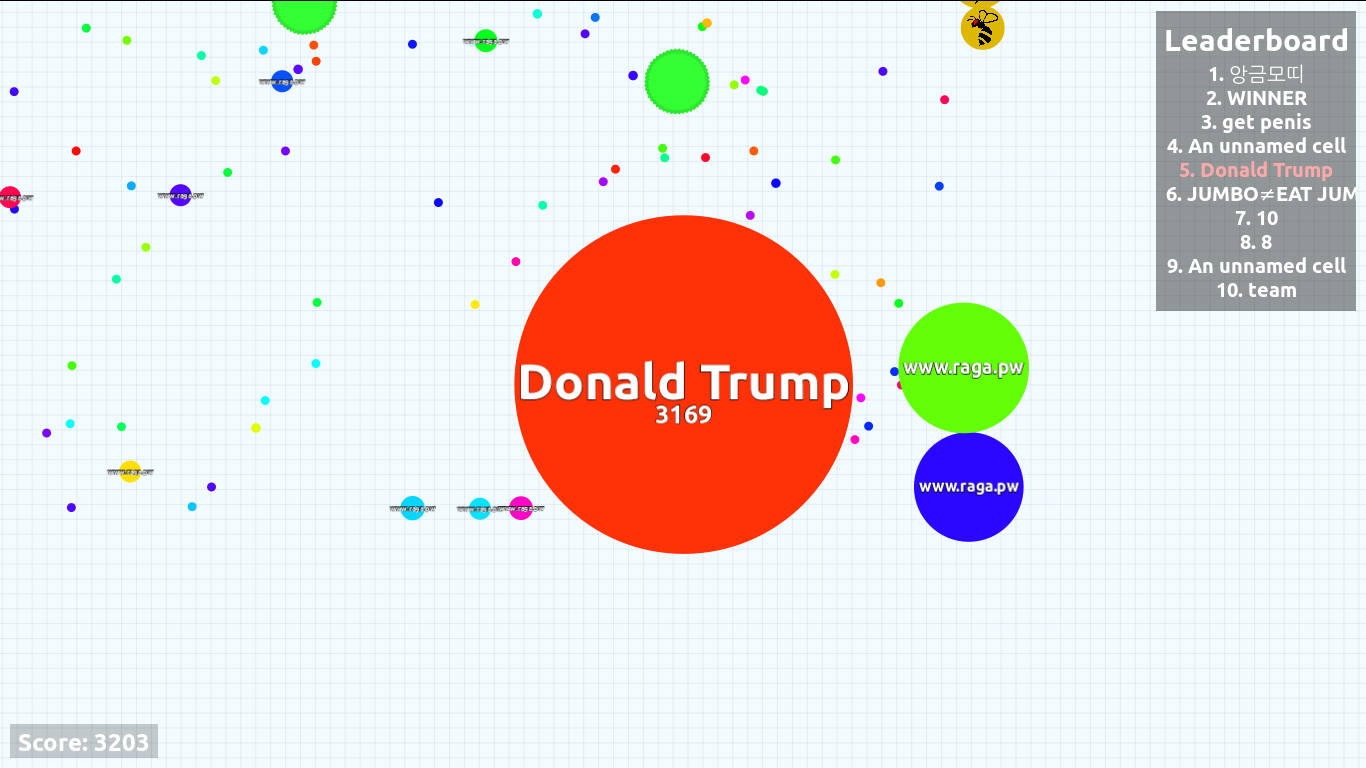 Leaderboard
1. 앙금모띠
2. WINNER
3. get penis
4. An unnamed cell
5. Donald Trump
6. JUMBO≠EAT JUM
7. 10
8. 8
9. An unnamed cell
10. team
www.raga.pw
www.raga.pw
www.raga.pw
w.raga.pw
www.raga.pw
Donald Trump
3169
www.raga.pw
www.raga.pw
www.raga.pw
www.raga.pw
www.raga.pw
www.raga.pw
Score: 3203